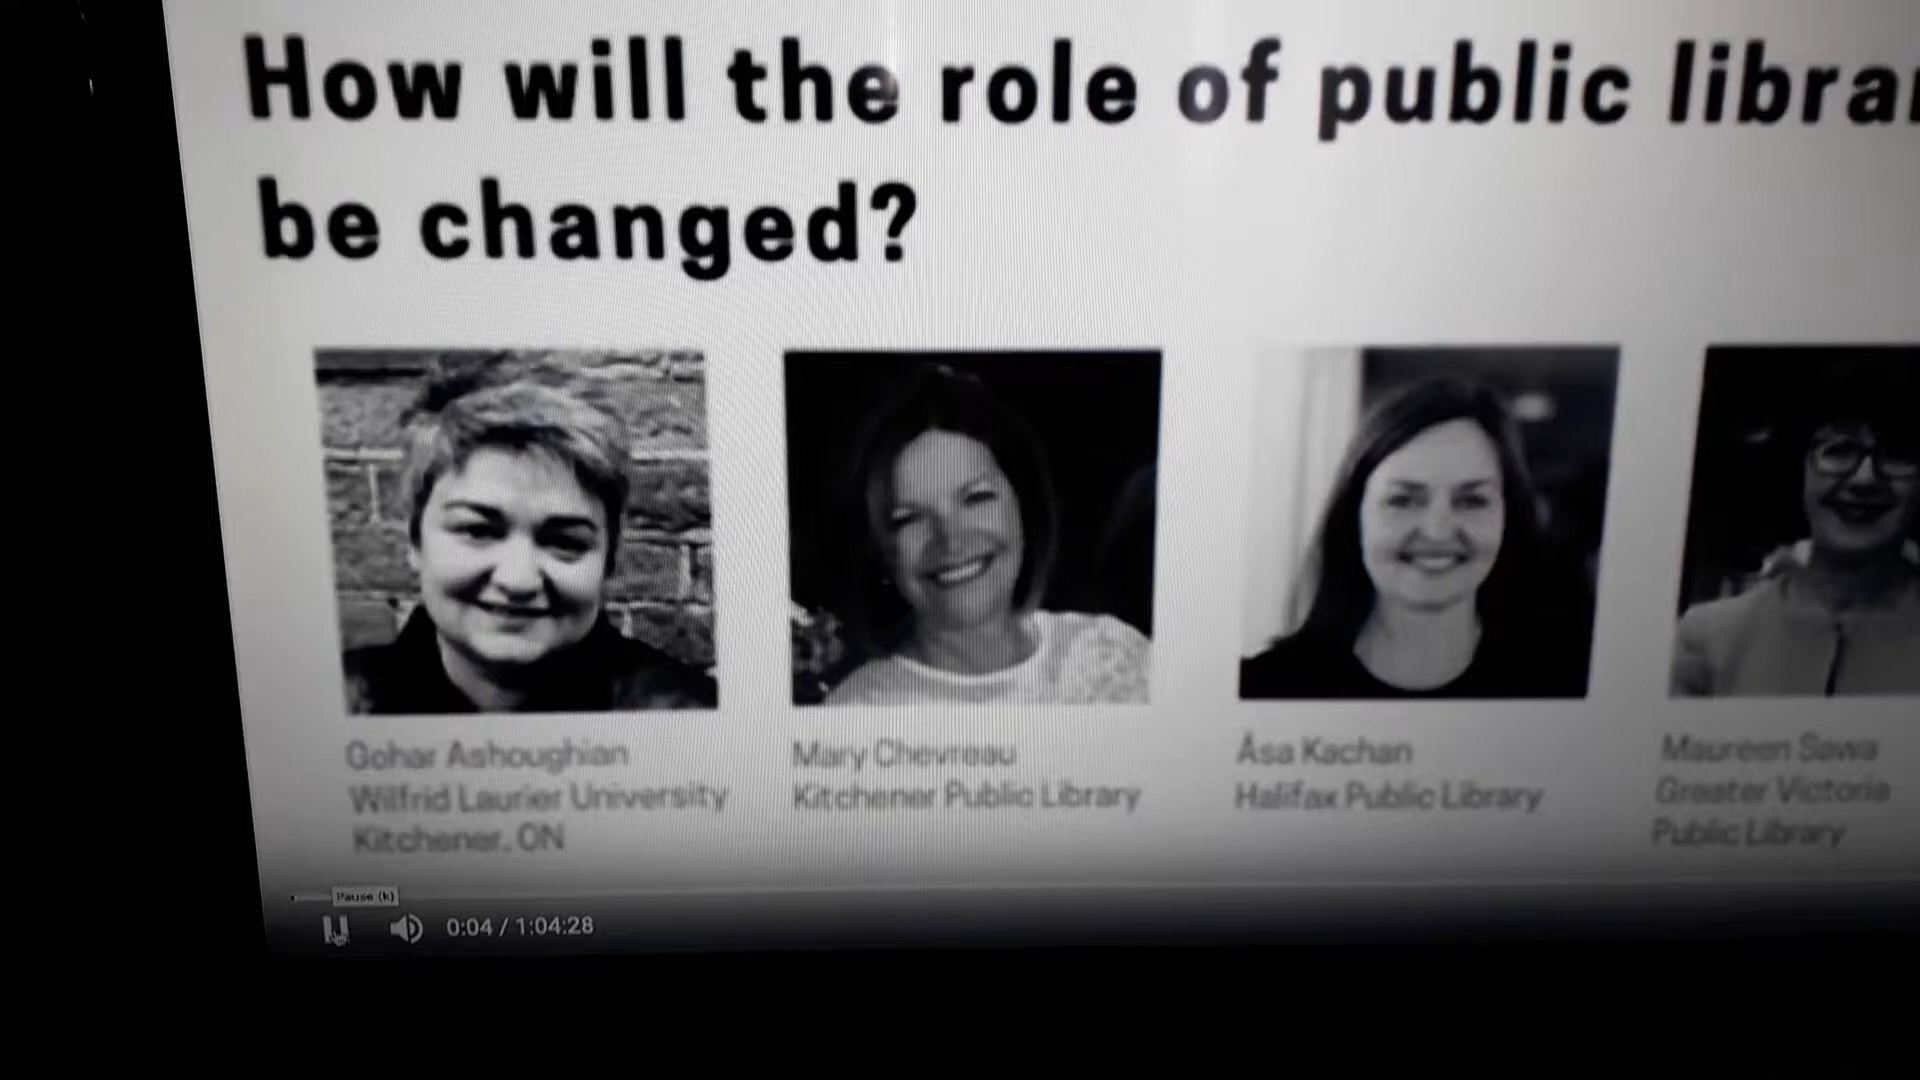 How will the role of public librar
be changed?
Gohar Ashoughian
Wilfrid Laurier University
Kitchener, ON
Mary Chevreau
Kitchener Public Library
Åsa Kachan
Halifax Public Library
Maureen Sawa
Greater Victoria
Public Library
Pause (k)
0:04 / 1:04:28